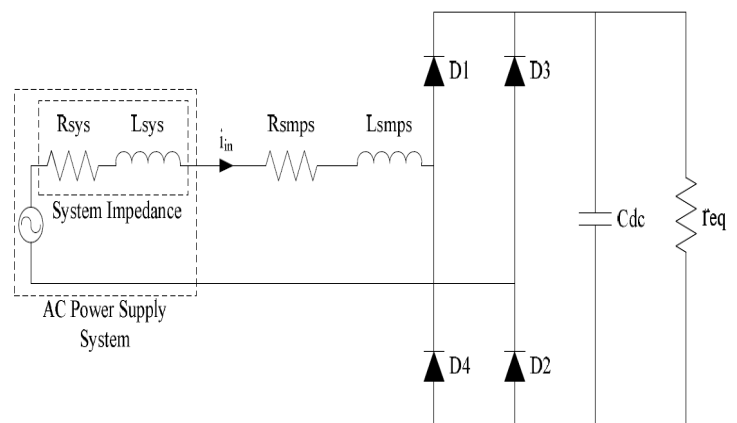 D1
D3
Rsys
Lsys
iin
Rsmps
Lsmps
System Impedance
Cdc
req
AC Power Supply
System
D4
D2